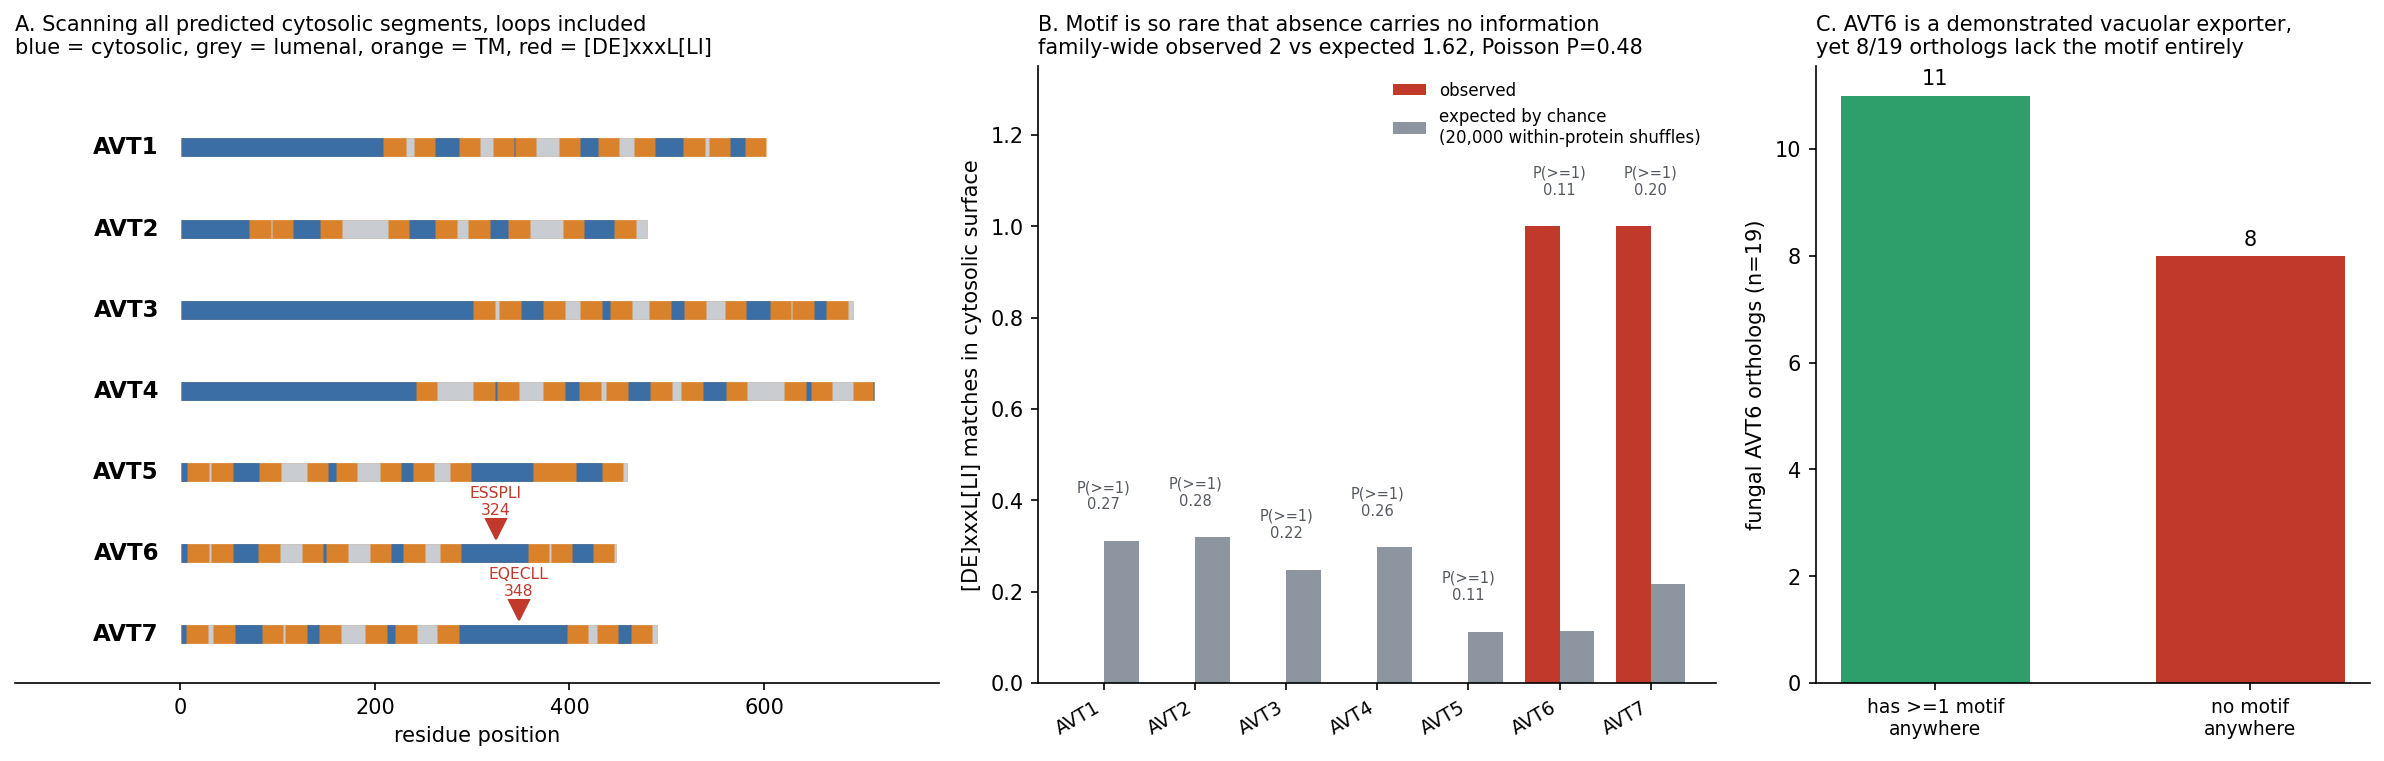 A. Scanning all predicted cytosolic segments, loops included
blue = cytosolic, grey = lumenal, orange = TM, red = [DE]xxxL[LI]
AVT1
AVT2
AVT3
AVT4
AVT5
ESSPLI
324
AVT6
EQECLL
348
AVT7
0
200
400
600
residue position
B. Motif is so rare that absence carries no information
family-wide observed 2 vs expected 1.62, Poisson P=0.48
observed
expected by chance
(20,000 within-protein shuffles)
[DE]xxxL[LI] matches in cytosolic surface
1.2
1.0
0.8
0.6
0.4
0.2
0.0
P(>=1)
0.27
P(>=1)
0.28
P(>=1)
0.22
P(>=1)
0.26
P(>=1)
0.11
P(>=1)
0.11
P(>=1)
0.20
AVT1
AVT2
AVT3
AVT4
AVT5
AVT6
AVT7
C. AVT6 is a demonstrated vacuolar exporter,
yet 8/19 orthologs lack the motif entirely
fungal AVT6 orthologs (n=19)
10
8
6
4
2
0
11
8
has >=1 motif
anywhere
no motif
anywhere